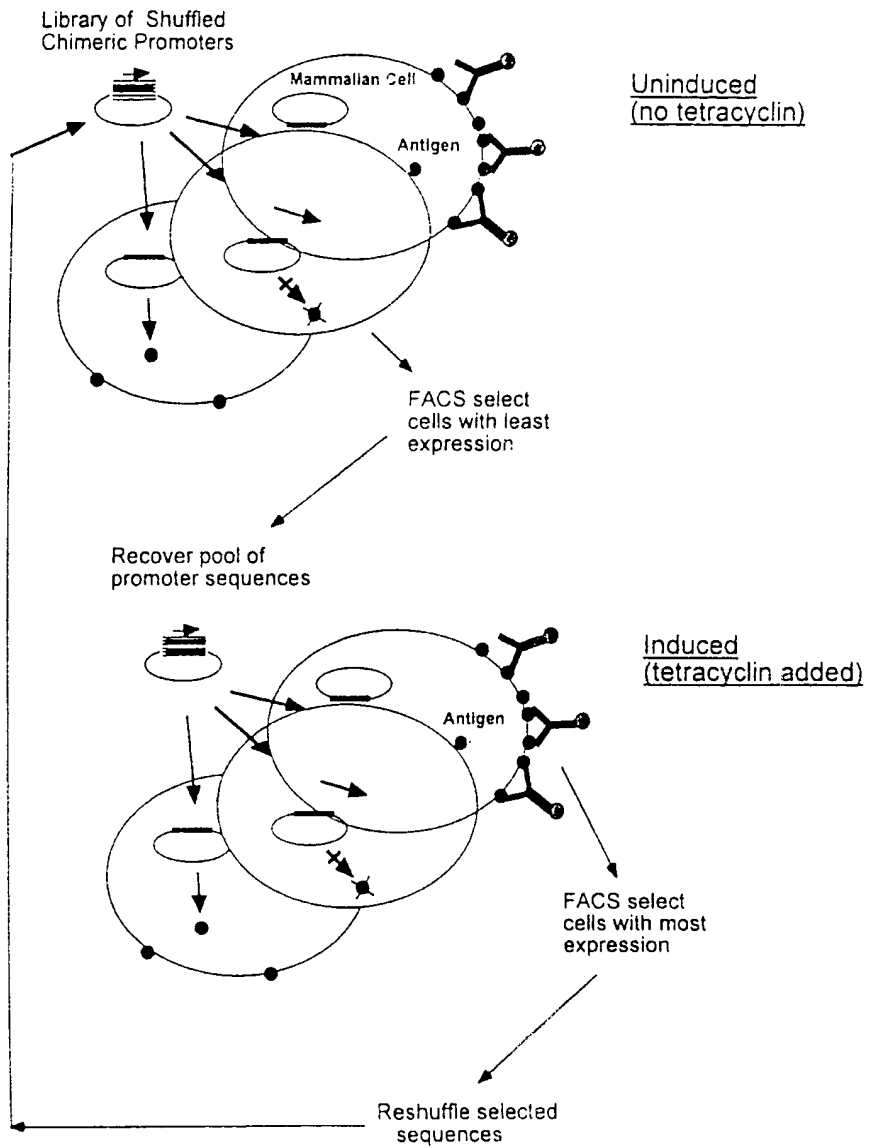 Library of Shuffled
Chimeric Promoters
Mammalian Cell
Uninduced
(no tetracyclin)
Antigen
FACS select
cells with least
expression
Recover pool of
promoter sequences
Induced
(tetracyclin added)
Antigen
FACS select
cells with most
expression
Reshuffle selected
sequences